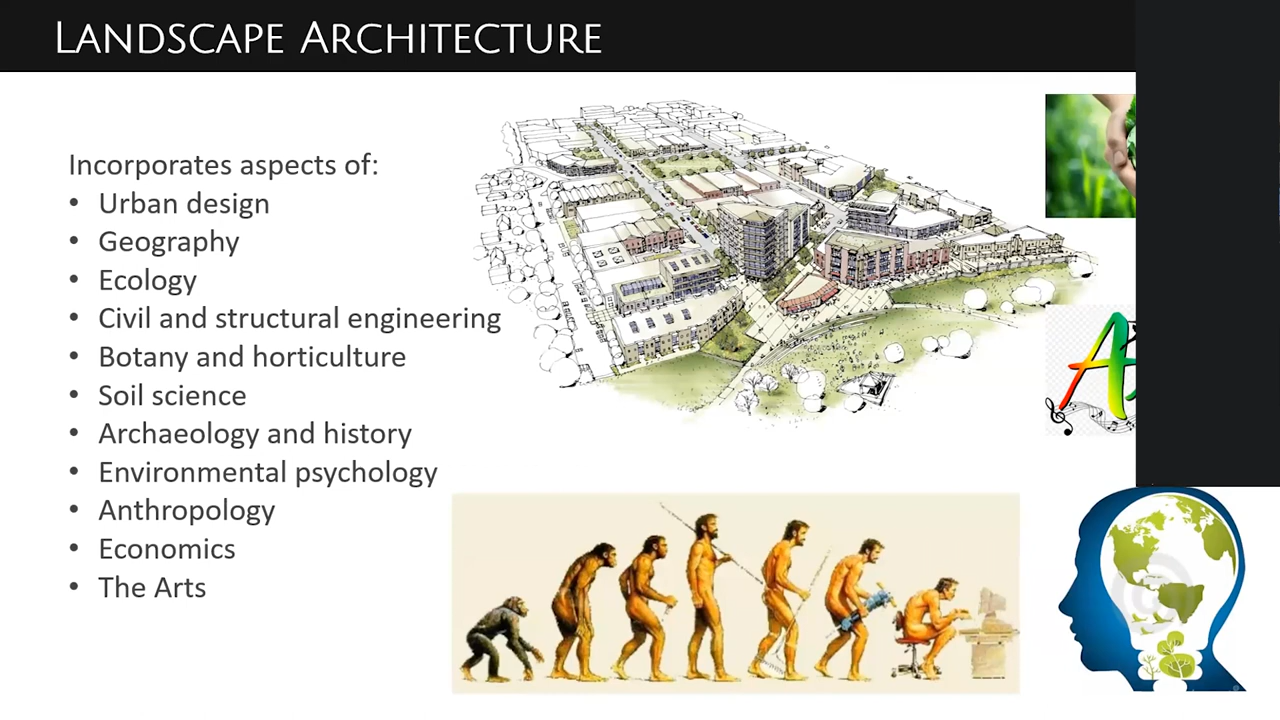 LANDSCAPE ARCHITECTURE
Incorporates aspects of:
• Urban design
• Geography
• Ecology
• Civil and structural engineering
• Botany and horticulture
• Soil science
• Archaeology and history
• Environmental psychology
• Anthropology
• Economics
• The Arts